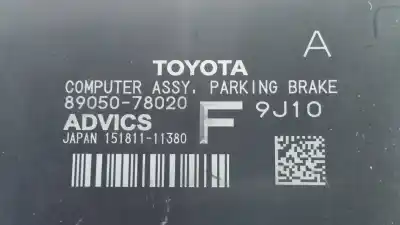 A
TOYOTA
COMPUTER ASSY, PARKING BRAKE
89050-78020
F 9J10
ADVICS
JAPAN 151811-11380